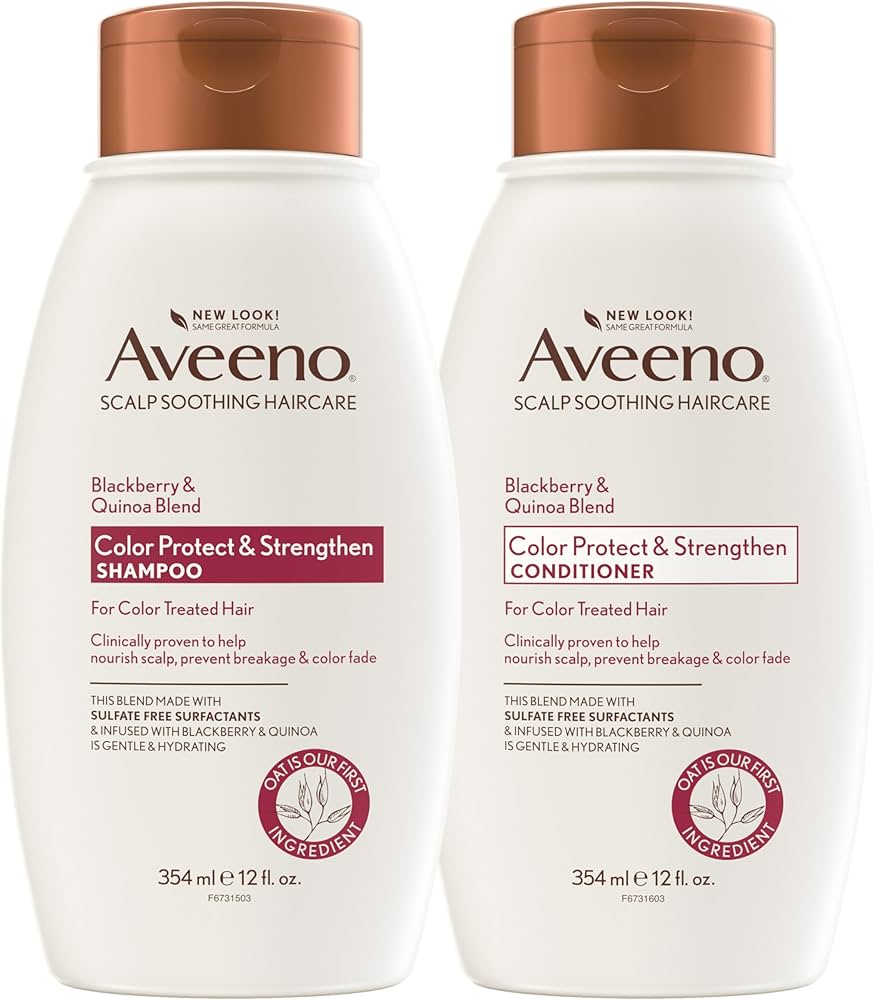 NEW LOOK!
SAME GREAT FORMULA
Aveeno®
SCALP SOOTHING HAIRCARE
Blackberry &
Quinoa Blend
Color Protect & Strengthen
SHAMPOO
For Color Treated Hair
Clinically proven to help
nourish scalp, prevent breakage & color fade
THIS BLEND MADE WITH
SULFATE FREE SURFACTANTS
& INFUSED WITH BLACKBERRY & QUINOA
IS GENTLE & HYDRATING
OAT IS OUR FIRST
INGREDIENT
354 ml e 12 fl. oz.
F6731503
NEW LOOK!
SAME GREAT FORMULA
Aveeno®
SCALP SOOTHING HAIRCARE
Blackberry &
Quinoa Blend
Color Protect & Strengthen
CONDITIONER
For Color Treated Hair
Clinically proven to help
nourish scalp, prevent breakage & color fade
THIS BLEND MADE WITH
SULFATE FREE SURFACTANTS
& INFUSED WITH BLACKBERRY & QUINOA
IS GENTLE & HYDRATING
OAT IS OUR FIRST
INGREDIENT
354 ml e 12 fl. oz.
F6731603